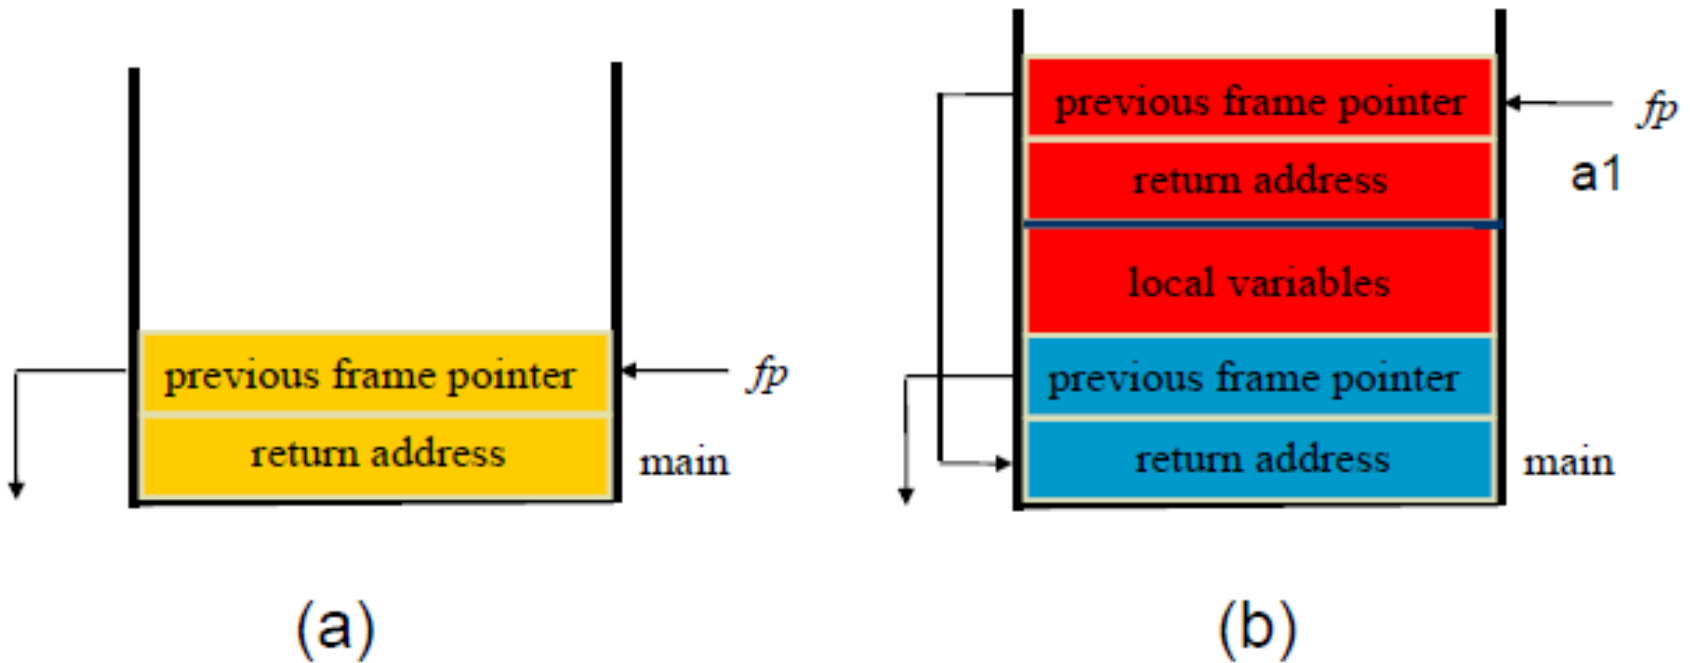 previous frame pointer
fp
return address
main
(a)
previous frame pointer
fp
return address
a1
local variables
previous frame pointer
return address
main
(b)